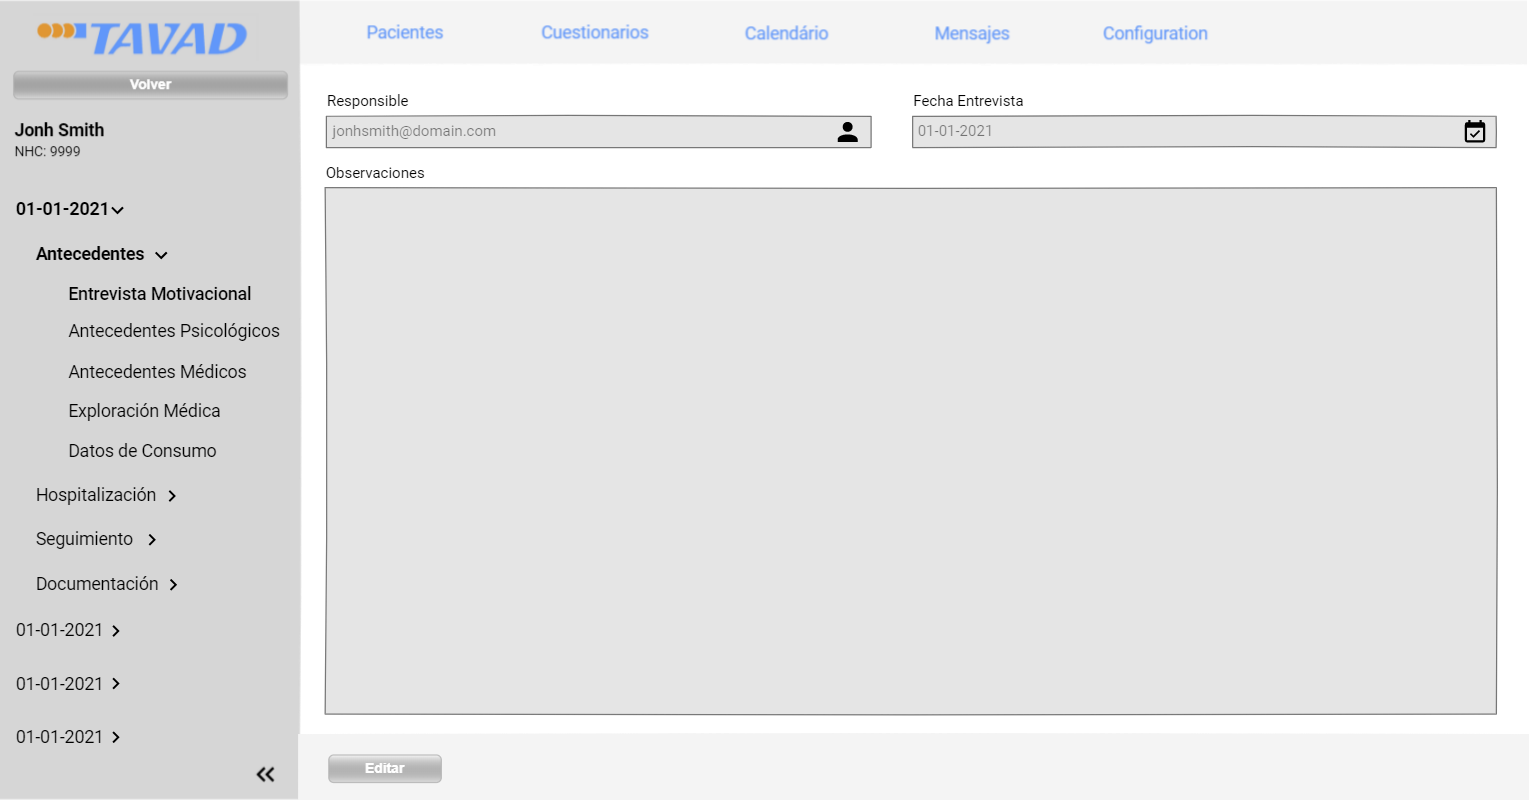 TAVAD
Pacientes
Cuestionarios
Calendário
Mensajes
Configuration
Volver
Jonh Smith
NHC: 9999
01-01-2021
Antecedentes
Entrevista Motivacional
Antecedentes Psicológicos
Antecedentes Médicos
Exploración Médica
Datos de Consumo
Hospitalización
Seguimiento
Documentación
01-01-2021
01-01-2021
01-01-2021
Responsible
jonhsmith@domain.com
Fecha Entrevista
01-01-2021
Observaciones
Editar